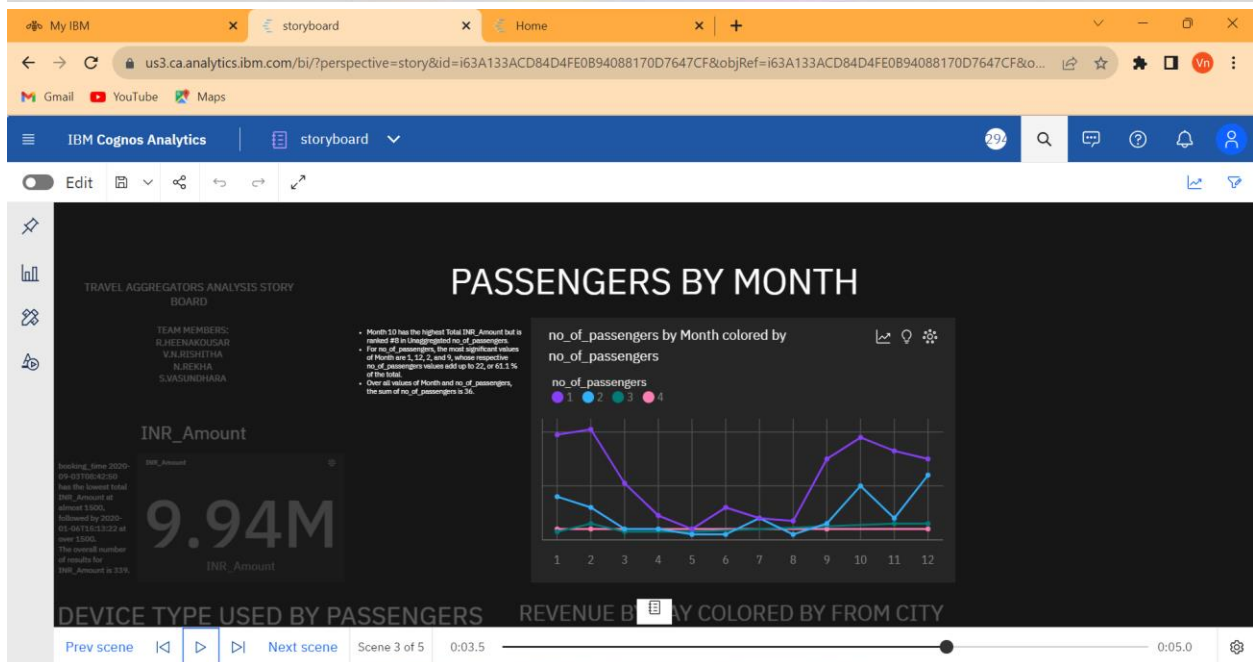 My IBM
storyboard
Home
us3.ca.analytics.ibm.com/bi/?perspective=story&id=i63A133ACD84D4FE0B94088170D7647CF&objRef=i63A133ACD84D4FE0B94088170D7647CF&o...
Vn
Gmail
YouTube
Maps
IBM Cognos Analytics
storyboard
294
Edit
TRAVEL AGGREGATORS ANALYSIS STORY
BOARD
TEAM MEMBERS:
R.HEENAKOUSAR
V.N.RISHITHA
N.REKHA
S.VASUNDHARA
PASSENGERS BY MONTH
• Month 10 has the highest Total INR_Amount but is
ranked #8 in Unaggregated no_of_passengers.
• For no_of_passengers, the most significant values
of Month are 1, 12, 2, and 9, whose respective
no_of_passengers values add up to 22, or 61.1 %
of the total.
• Over all values of Month and no_of_passengers,
the sum of no_of_passengers is 36.
no_of_passengers by Month colored by
no_of_passengers
no_of_passengers
1 2 3 4
1 2 3 4 5 6 7 8 9 10 11 12
INR_Amount
booking_time 2020-
09-03T08:42:50
has the lowest total
INR_Amount at
almost 1500,
followed by 2020-
01-06T15:13:22 at
over 1500.
The overall number
of results for
INR_Amount is 339.
INR_Amount
9.94M
INR_Amount
DEVICE TYPE USED BY PASSENGERS
REVENUE B AY COLORED BY FROM CITY
Prev scene
Next scene
Scene 3 of 5
0:03.5
0:05.0